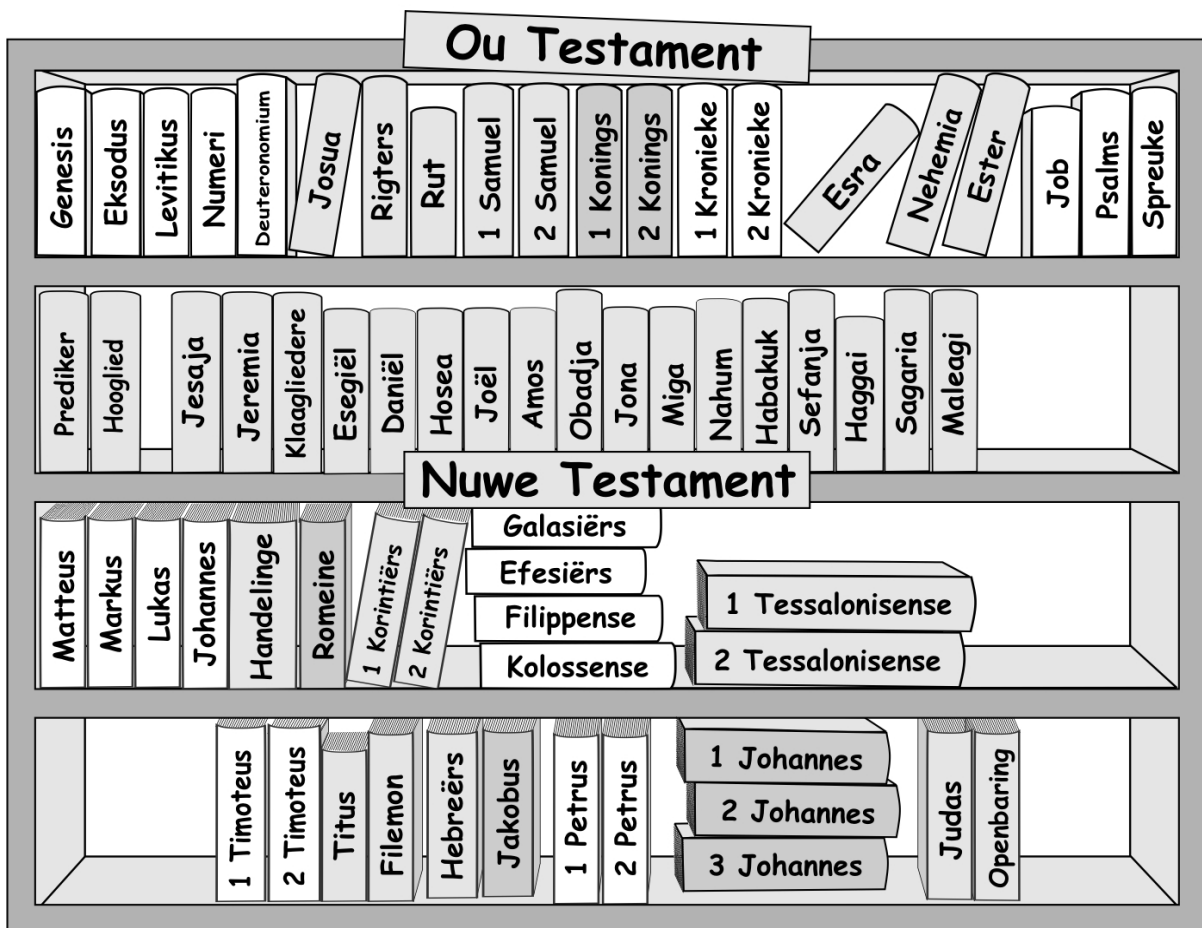 Ou Testament
Genesis
Eksodus
Levitikus
Numeri
Deuteronomium
Josua
Rigters
Rut
1 Samuel
2 Samuel
1 Konings
2 Konings
1 Kronieke
2 Kronieke
Esra
Nehemia
Ester
Job
Psalms
Spreuke
Prediker
Hooglied
Jesaja
Jeremia
Klaagliedere
Esegiël
Daniël
Hosea
Joël
Amos
Obadja
Jona
Miga
Nahum
Habakuk
Sefanja
Haggai
Sagaria
Maleagi
Nuwe Testament
Matteus
Markus
Lukas
Johannes
Handelinge
Romeine
1 Korintiërs
2 Korintiërs
Galasiërs
Efesiërs
Filippense
Kolossense
1 Tessalonisense
2 Tessalonisense
1 Timoteus
2 Timoteus
Titus
Filemon
Hebreërs
Jakobus
1 Petrus
2 Petrus
1 Johannes
2 Johannes
3 Johannes
Judas
Openbaring